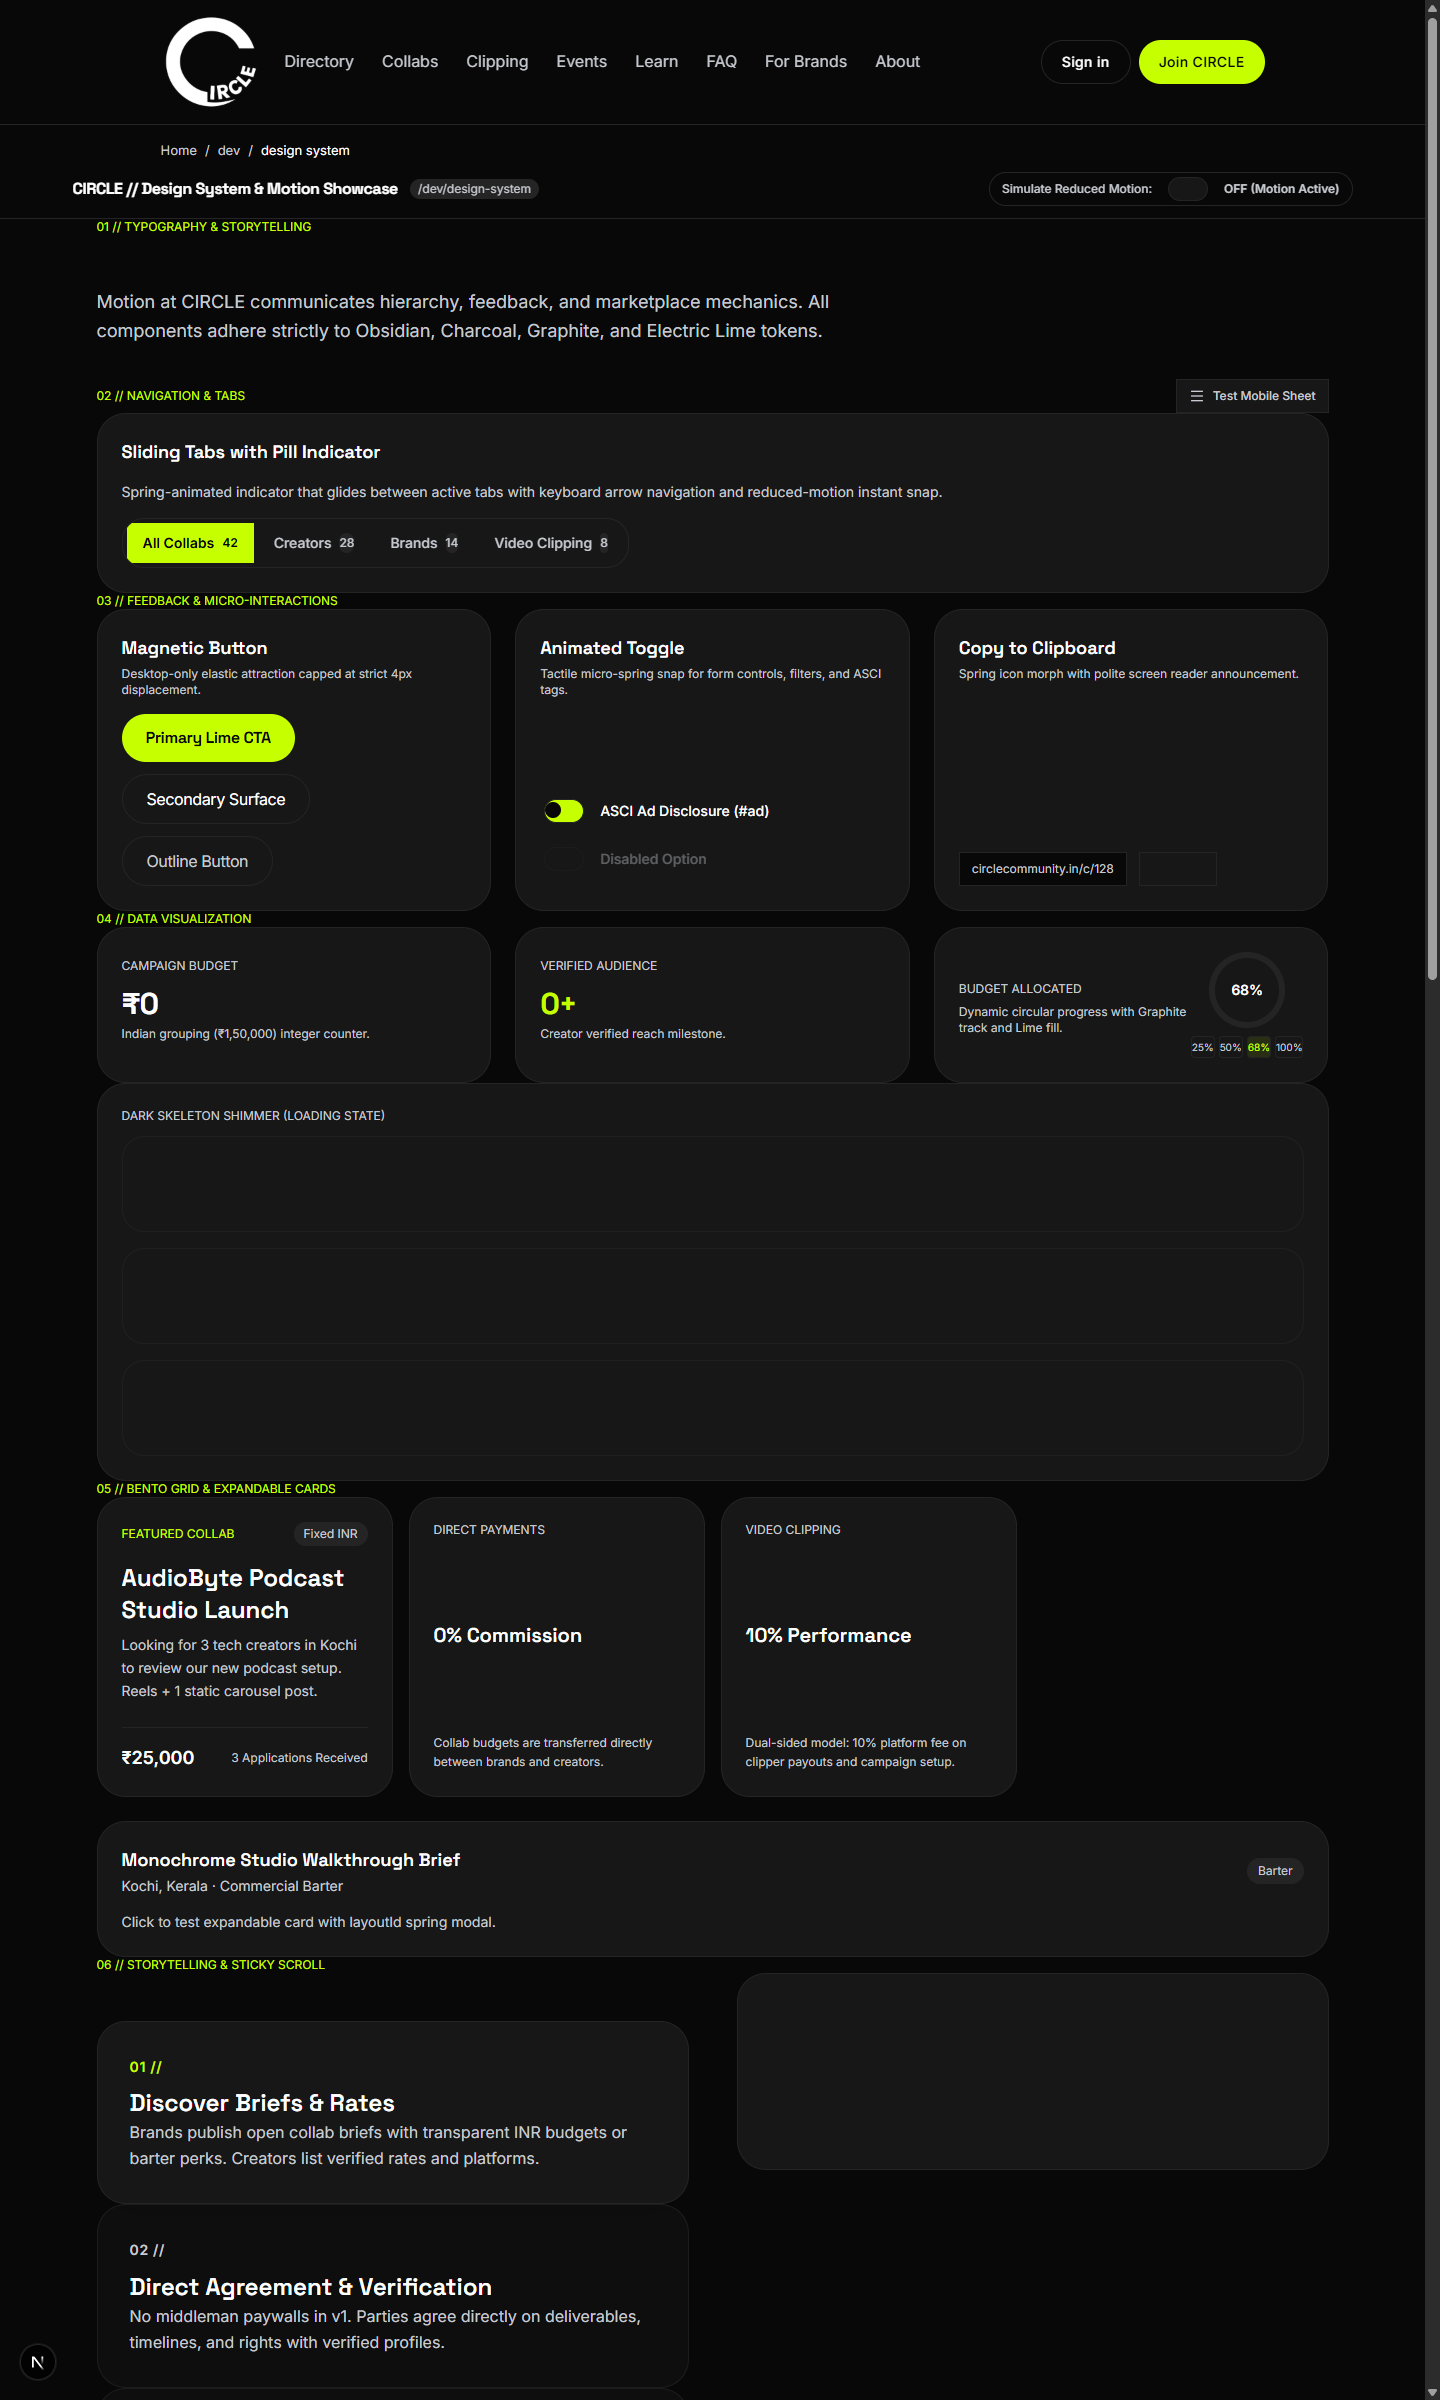 CIRCLE
Directory
Collabs
Clipping
Events
Learn
FAQ
For Brands
About
Sign in
Join CIRCLE
Home / dev / design system
CIRCLE // Design System & Motion Showcase
/dev/design-system
Simulate Reduced Motion:
OFF (Motion Active)
01 // TYPOGRAPHY & STORYTELLING
Motion at CIRCLE communicates hierarchy, feedback, and marketplace mechanics. All
components adhere strictly to Obsidian, Charcoal, Graphite, and Electric Lime tokens.
02 // NAVIGATION & TABS
Test Mobile Sheet
Sliding Tabs with Pill Indicator
Spring-animated indicator that glides between active tabs with keyboard arrow navigation and reduced-motion instant snap.
All Collabs 42
Creators 28
Brands 14
Video Clipping 8
03 // FEEDBACK & MICRO-INTERACTIONS
Magnetic Button
Desktop-only elastic attraction capped at strict 4px
displacement.
Primary Lime CTA
Secondary Surface
Outline Button
Animated Toggle
Tactile micro-spring snap for form controls, filters, and ASCI
tags.
ASCI Ad Disclosure (#ad)
Disabled Option
Copy to Clipboard
Spring icon morph with polite screen reader announcement.
circlecommunity.in/c/128
04 // DATA VISUALIZATION
CAMPAIGN BUDGET
₹0
Indian grouping (₹1,50,000) integer counter.
VERIFIED AUDIENCE
0+
Creator verified reach milestone.
BUDGET ALLOCATED
Dynamic circular progress with Graphite
track and Lime fill.
68%
25% 50% 68% 100%
DARK SKELETON SHIMMER (LOADING STATE)
05 // BENTO GRID & EXPANDABLE CARDS
FEATURED COLLAB
Fixed INR
AudioByte Podcast
Studio Launch
Looking for 3 tech creators in Kochi
to review our new podcast setup.
Reels + 1 static carousel post.
₹25,000
3 Applications Received
DIRECT PAYMENTS
0% Commission
Collab budgets are transferred directly
between brands and creators.
VIDEO CLIPPING
10% Performance
Dual-sided model: 10% platform fee on
clipper payouts and campaign setup.
Monochrome Studio Walkthrough Brief
Kochi, Kerala · Commercial Barter
Barter
Click to test expandable card with layoutId spring modal.
06 // STORYTELLING & STICKY SCROLL
01 //
Discover Briefs & Rates
Brands publish open collab briefs with transparent INR budgets or
barter perks. Creators list verified rates and platforms.
02 //
Direct Agreement & Verification
No middleman paywalls in v1. Parties agree directly on deliverables,
timelines, and rights with verified profiles.
N